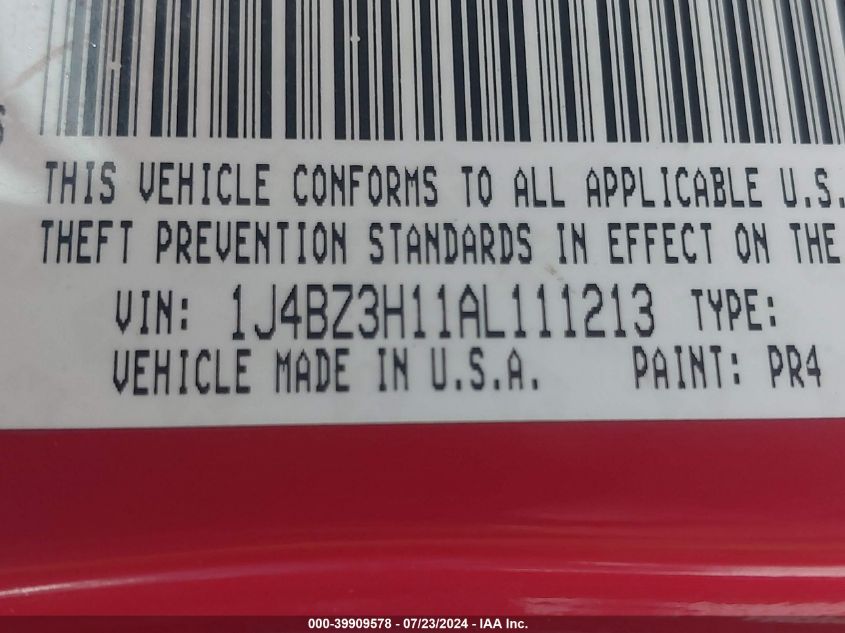 THIS VEHICLE CONFORMS TO ALL APPLICABLE U.S.
THEFT PREVENTION STANDARDS IN EFFECT ON THE
VIN: 1J4BZ3H11AL111213 TYPE:
VEHICLE MADE IN U.S.A. PAINT: PR4
000-39909578 - 07/23/2024 - IAA Inc.